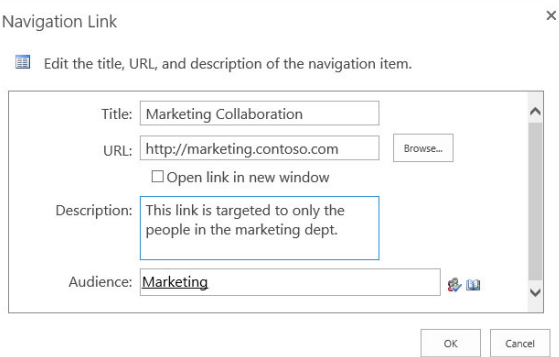 Navigation Link
Edit the title, URL, and description of the navigation item.
Title: Marketing Collaboration
URL: http://marketing.contoso.com Browse...
Open link in new window
Description: This link is targeted to only the
people in the marketing dept.
Audience: Marketing
OK Cancel